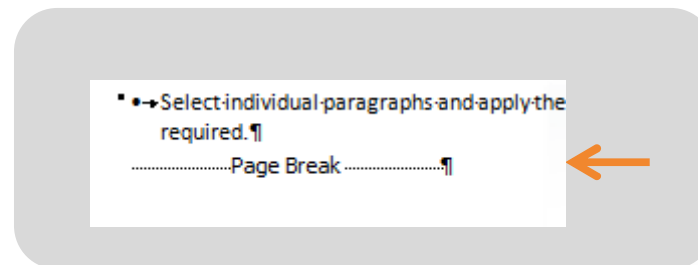 ▪ •→Select·individual·paragraphs·and·apply·the
required.¶
Page Break ¶